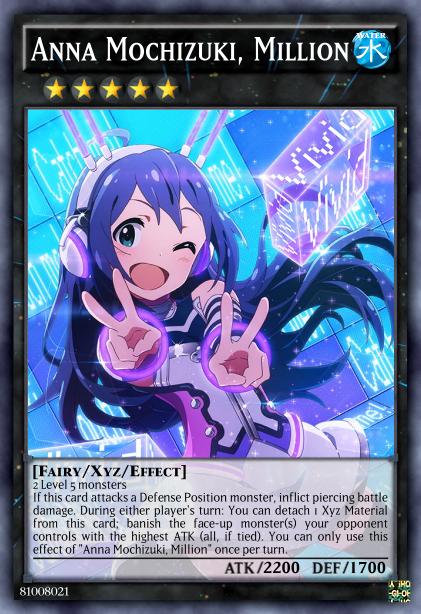 Anna Mochizuki, Million
WATER
水
Vivid
Vivid
[Fairy/Xyz/Effect]
2 Level 5 monsters
If this card attacks a Defense Position monster, inflict piercing battle
damage. During either player's turn: You can detach 1 Xyz Material
from this card; banish the face-up monster(s) your opponent
controls with the highest ATK (all, if tied). You can only use this
effect of "Anna Mochizuki, Million" once per turn.
ATK/2200 DEF/1700
81008021